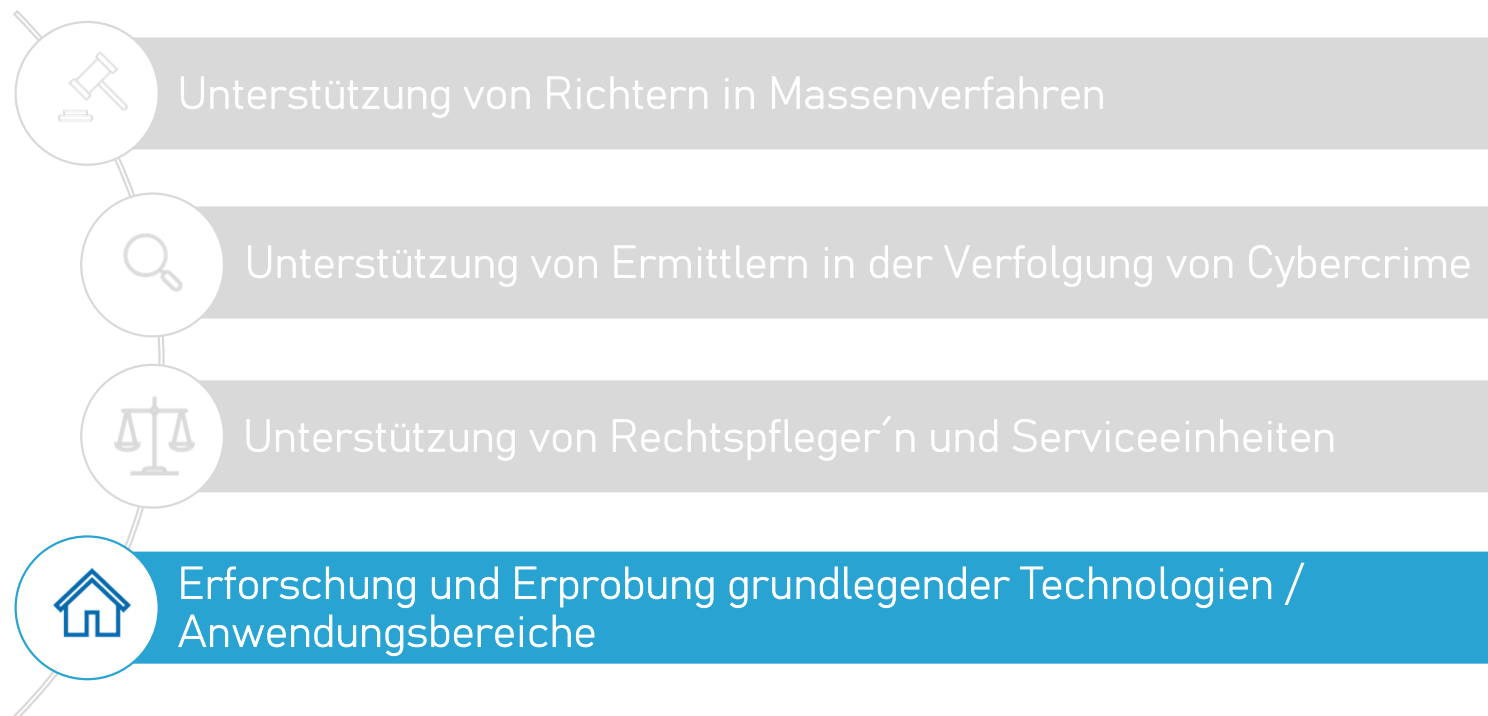 Unterstützung von Richtern in Massenverfahren
Unterstützung von Ermittlern in der Verfolgung von Cybercrime
Unterstützung von Rechtspfleger´n und Serviceeinheiten
Erforschung und Erprobung grundlegender Technologien /
Anwendungsbereiche